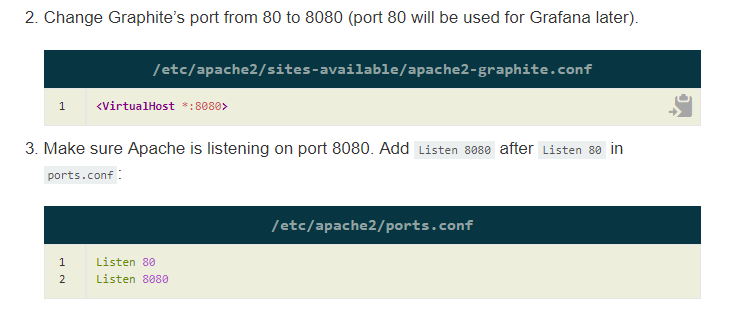 2. Change Graphite’s port from 80 to 8080 (port 80 will be used for Grafana later).
/etc/apache2/sites-available/apache2-graphite.conf
1 <VirtualHost *:8080>
3. Make sure Apache is listening on port 8080. Add Listen 8080 after Listen 80 in
ports.conf:
/etc/apache2/ports.conf
1 Listen 80
2 Listen 8080